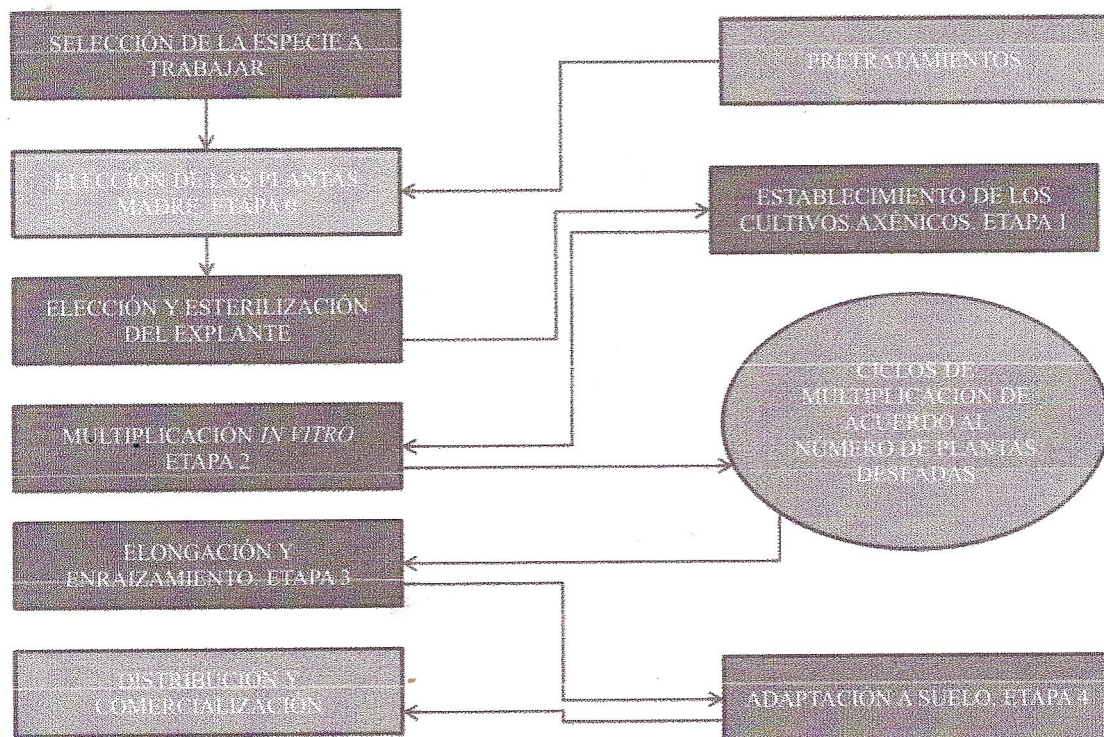 SELECCIÓN DE LA ESPECIE A
TRABAJAR
PRETRATAMIENTOS
ELECCIÓN DE LAS PLANTAS
MADRE. ETAPA 0
ESTABLECIMIENTO DE LOS
CULTIVOS AXÉNICOS. ETAPA 1
ELECCIÓN Y ESTERILIZACIÓN
DEL EXPLANTE
MULTIPLICACIÓN IN VITRO
ETAPA 2
CICLOS DE
MULTIPLICACIÓN DE
ACUERDO AL
NÚMERO DE PLANTAS
DESEADAS
ELONGACIÓN Y
ENRAÍZAMIENTO. ETAPA 3
DISTRIBUCIÓN Y
COMERCIALIZACIÓN
ADAPTACIÓN A SUELO. ETAPA 4